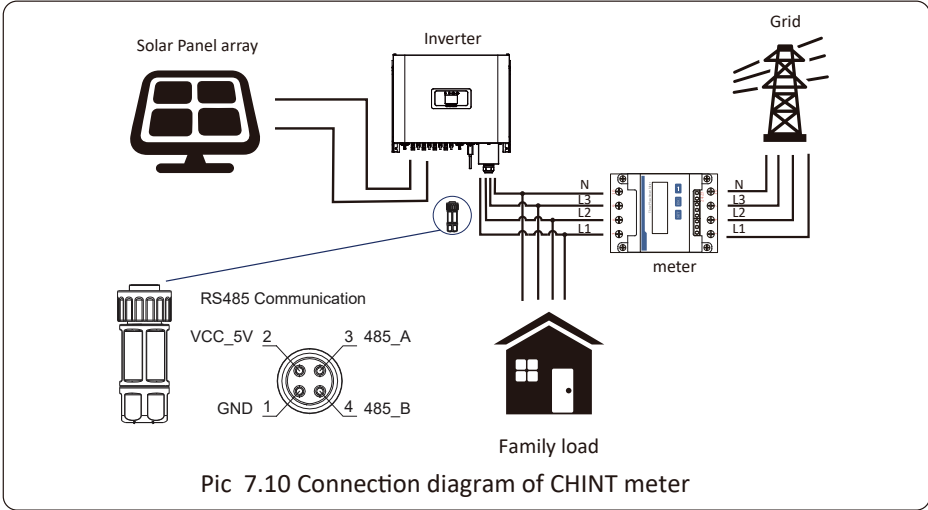 Grid
Inverter
Solar Panel array
N
L3
L2
L1
N
L3
L2
L1
meter
RS485 Communication
VCC_5V 2
3 485_A
GND 1
4 485_B
Family load
Pic 7.10 Connection diagram of CHINT meter